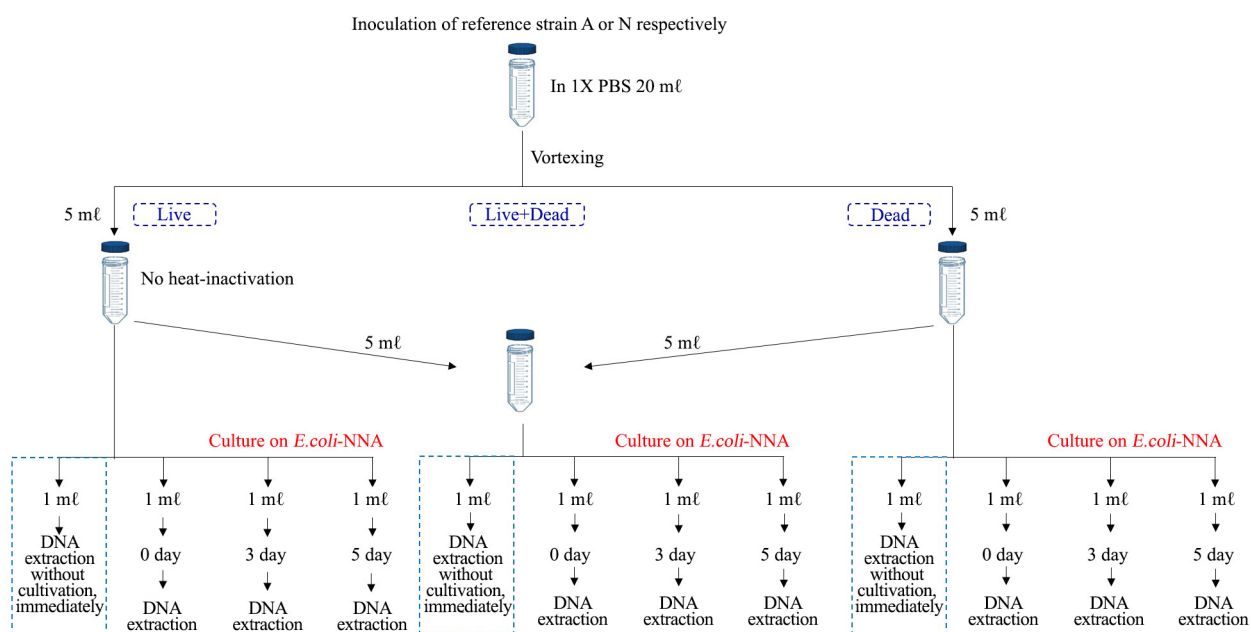 Inoculation of reference strain A or N respectively
In 1X PBS 20 mℓ
Vortexing
5 mℓ
Live
Live+Dead
Dead
5 mℓ
No heat-inactivation
5 mℓ
5 mℓ
Culture on E.coli-NNA
Culture on E.coli-NNA
Culture on E.coli-NNA
1 mℓ
1 mℓ
1 mℓ
1 mℓ
1 mℓ
1 mℓ
1 mℓ
1 mℓ
1 mℓ
1 mℓ
1 mℓ
1 mℓ
DNA
extraction
without
cultivation,
immediately
0 day
3 day
5 day
DNA
extraction
DNA
extraction
DNA
extraction
DNA
extraction
without
cultivation,
immediately
0 day
3 day
5 day
DNA
extraction
DNA
extraction
DNA
extraction
DNA
extraction
without
cultivation,
immediately
0 day
3 day
5 day
DNA
extraction
DNA
extraction
DNA
extraction